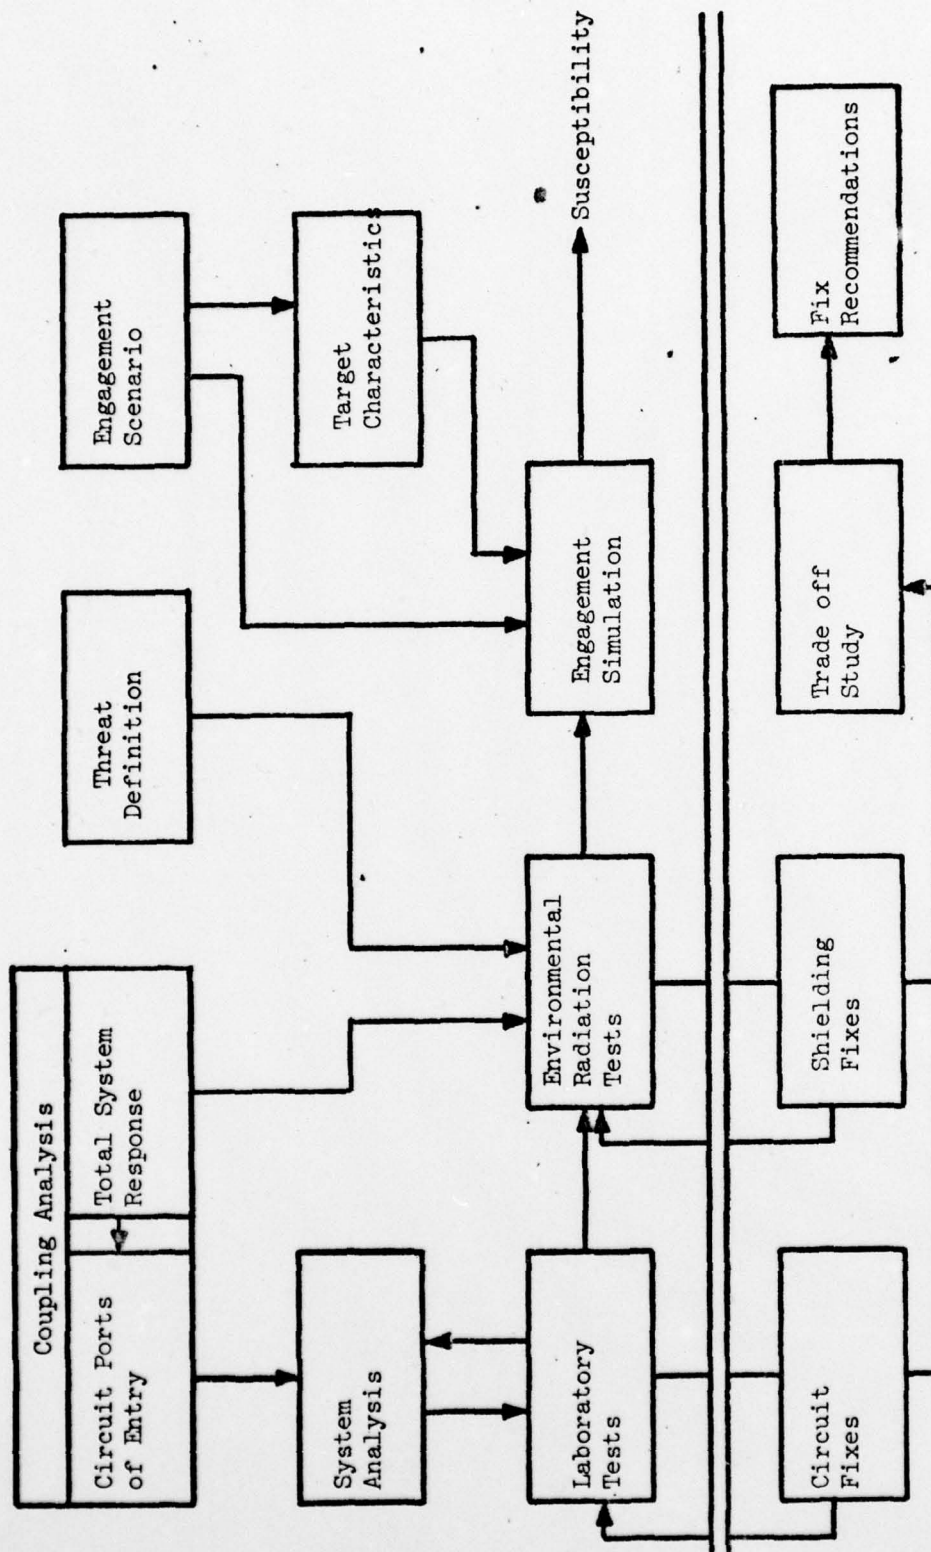 Coupling Analysis
Circuit Ports
of Entry
Total System
Response
Threat
Definition
Engagement
Scenario
System
Analysis
Target
Characteristics
Laboratory
Tests
Environmental
Radiation
Tests
Engagement
Simulation
Susceptibility
Circuit
Fixes
Shielding
Fixes
Trade off
Study
Fix
Recommendations